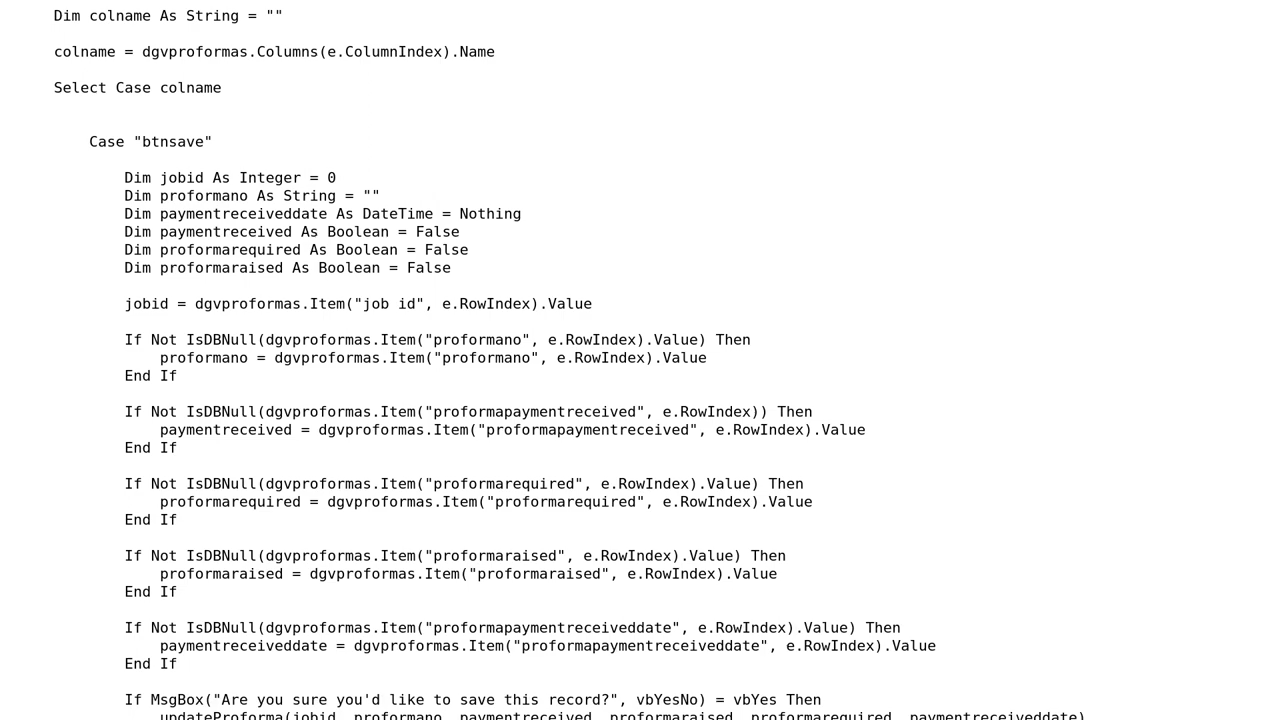 Dim colname As String = ""
colname = dgvproformas.Columns(e.ColumnIndex).Name
Select Case colname
Case "btnsave"
Dim jobid As Integer = 0
Dim proformano As String = ""
Dim paymentreceiveddate As DateTime = Nothing
Dim paymentreceived As Boolean = False
Dim proformarequired As Boolean = False
Dim proformaraised As Boolean = False
jobid = dgvproformas.Item("job id", e.RowIndex).Value
If Not IsDBNull(dgvproformas.Item("proformano", e.RowIndex).Value) Then
proformano = dgvproformas.Item("proformano", e.RowIndex).Value
End If
If Not IsDBNull(dgvproformas.Item("proformapaymentreceived", e.RowIndex)) Then
paymentreceived = dgvproformas.Item("proformapaymentreceived", e.RowIndex).Value
End If
If Not IsDBNull(dgvproformas.Item("proformarequired", e.RowIndex).Value) Then
proformarequired = dgvproformas.Item("proformarequired", e.RowIndex).Value
End If
If Not IsDBNull(dgvproformas.Item("proformaraised", e.RowIndex).Value) Then
proformaraised = dgvproformas.Item("proformaraised", e.RowIndex).Value
End If
If Not IsDBNull(dgvproformas.Item("proformapaymentreceiveddate", e.RowIndex).Value) Then
paymentreceiveddate = dgvproformas.Item("proformapaymentreceiveddate", e.RowIndex).Value
End If
If MsgBox("Are you sure you'd like to save this record?", vbYesNo) = vbYes Then
updateProforma(jobid, proformano, paymentreceived, proformaraised, proformarequired, paymentreceiveddate)